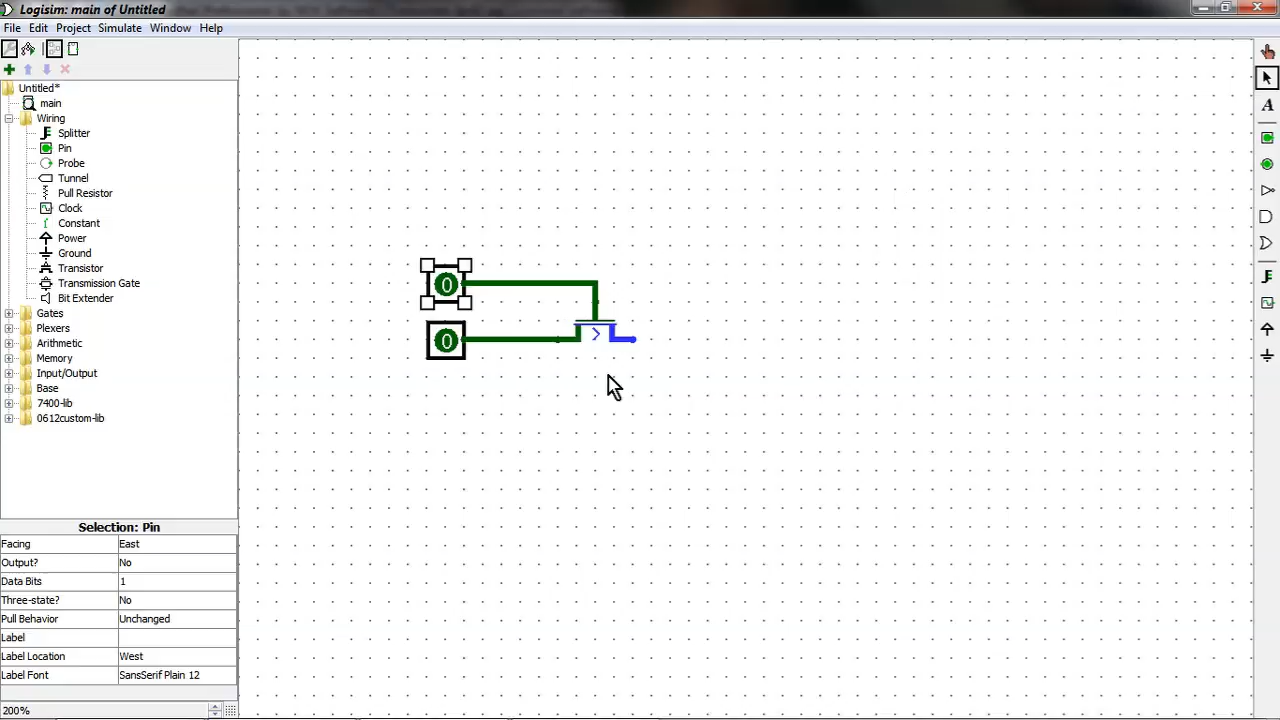 Logisim: main of Untitled
File Edit Project Simulate Window Help
Untitled*
main
Wiring
Splitter
Pin
Probe
Tunnel
Pull Resistor
Clock
Constant
Power
Ground
Transistor
Transmission Gate
Bit Extender
Gates
Plexers
Arithmetic
Memory
Input/Output
Base
7400-lib
0612custom-lib
0
0
A
Selection: Pin
Facing East
Output? No
Data Bits 1
Three-state? No
Pull Behavior Unchanged
Label
Label Location West
Label Font SansSerif Plain 12
200%